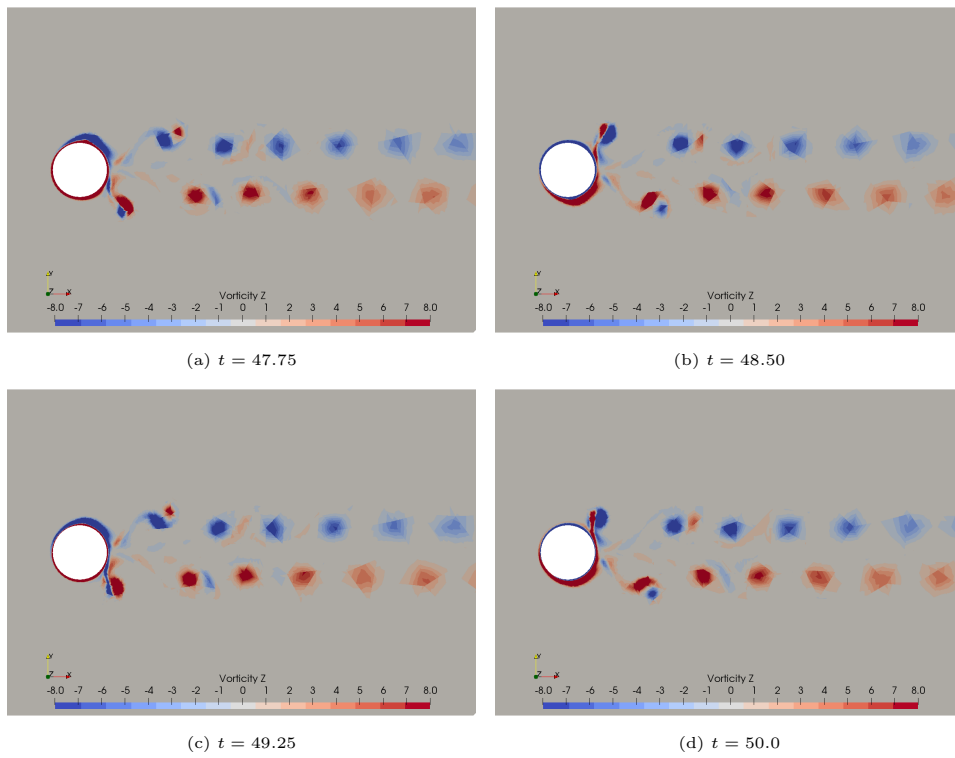 Y
Z X
Vorticity Z
-8.0 -7 -6 -5 -4 -3 -2 -1 0 1 2 3 4 5 6 7 8.0
(a) t = 47.75
Y
Z X
Vorticity Z
-8.0 -7 -6 -5 -4 -3 -2 -1 0 1 2 3 4 5 6 7 8.0
(b) t = 48.50
Y
Z X
Vorticity Z
-8.0 -7 -6 -5 -4 -3 -2 -1 0 1 2 3 4 5 6 7 8.0
(c) t = 49.25
Y
Z X
Vorticity Z
-8.0 -7 -6 -5 -4 -3 -2 -1 0 1 2 3 4 5 6 7 8.0
(d) t = 50.0